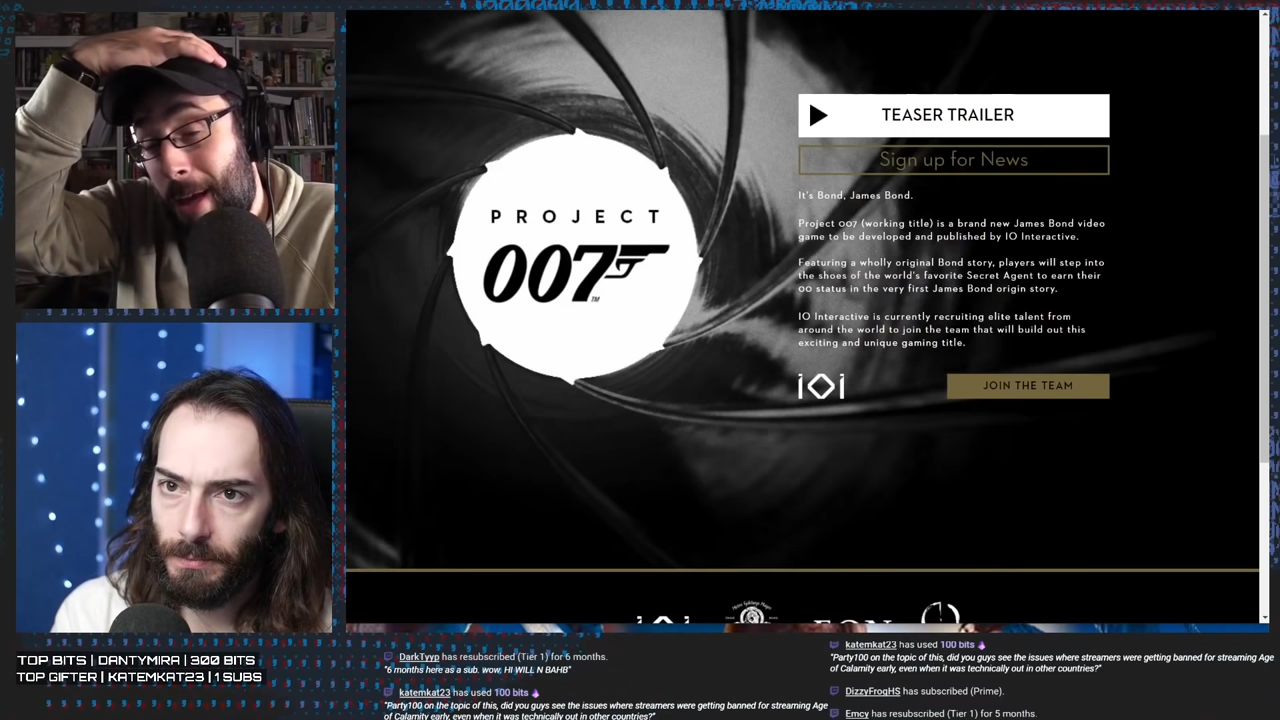 TEASER TRAILER
Sign up for News
PROJECT
007
TM
It's Bond, James Bond.
Project 007 (working title) is a brand new James Bond video
game to be developed and published by IO Interactive.
Featuring a wholly original Bond story, players will step into
the shoes of the world's favorite Secret Agent to earn their
00 status in the very first James Bond origin story.
IO Interactive is currently recruiting elite talent from
around the world to join the team that will build out this
exciting and unique gaming title.
IOI
JOIN THE TEAM
TOP BITS | DANTYMIRA | 300 BITS
TOP GIFTER | KATEMKAT23 | 1 SUBS
DarkTyyp has resubscribed (Tier 1) for 6 months.
"6 months here as a sub. wow; HI WILL N BAHB"
katemkat23 has used 100 bits
"Party100 on the topic of this, did you guys see the issues where streamers were getting banned for streaming Age
of Calamity early, even when it was technically out in other countries?"
katemkat23 has used 100 bits
"Party100 on the topic of this, did you guys see the issues where streamers were getting banned for streaming Age
of Calamity early, even when it was technically out in other countries?"
DizzyFrogHS has subscribed (Prime).
Emcy has resubscribed (Tier 1) for 5 months.